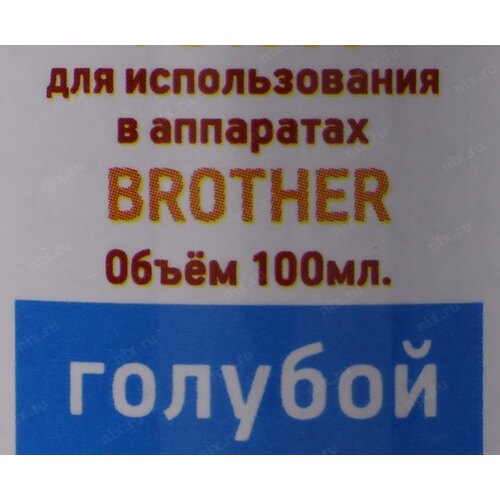 для использования
в аппаратах
BROTHER
Объём 100мл.
голубой